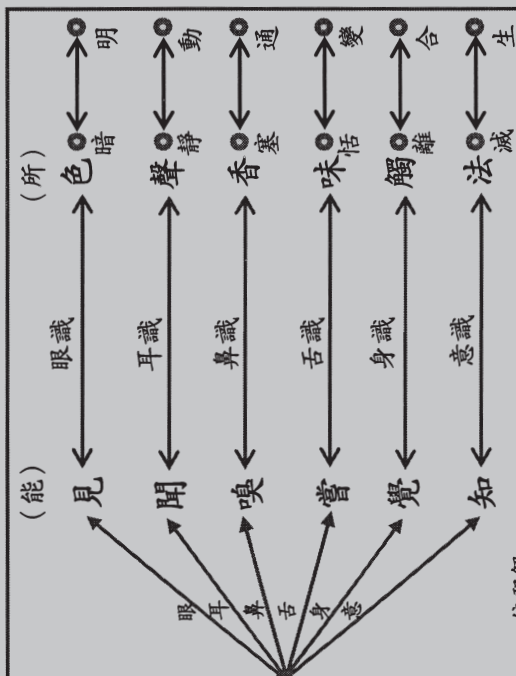 (能) (所)
眼 見 眼識 色 暗 明
耳 聞 耳識 聲 靜 動
鼻 嗅 鼻識 香 塞 通
舌 嘗 舌識 味 恬 變
身 覺 身識 觸 離 合
意 知 意識 法 滅 生